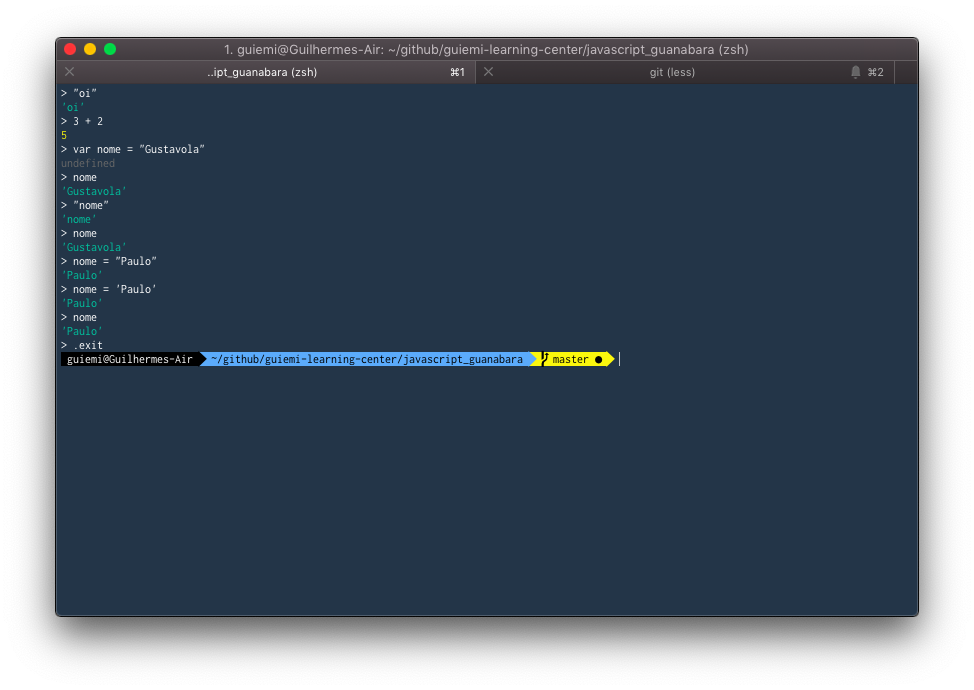 1. guiemi@Guilhermes-Air: ~/github/guiemi-learning-center/javascript_guanabara (zsh)
..ipt_guanabara (zsh) ⌘1 git (less) ⌘2
> "oi"
'oi'
> 3 + 2
5
> var nome = "Gustavola"
undefined
> nome
'Gustavola'
> "nome"
'nome'
> nome
'Gustavola'
> nome = "Paulo"
'Paulo'
> nome = 'Paulo'
'Paulo'
> nome
'Paulo'
> .exit
guiemi@Guilhermes-Air ~/github/guiemi-learning-center/javascript_guanabara master ●